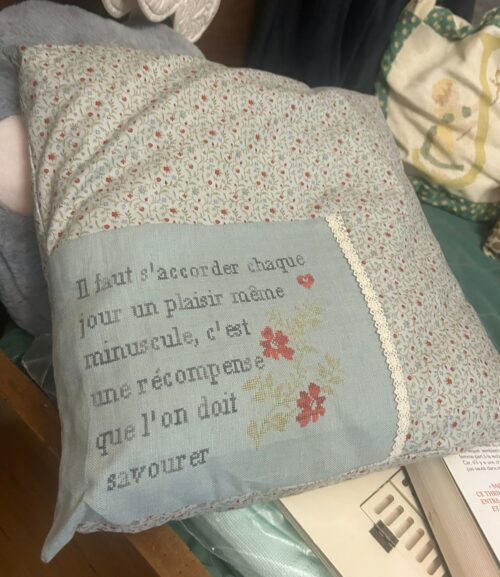 Il faut s'accorder chaque
jour un plaisir même
minuscule, c'est
une récompense
que l'on doit
savourer